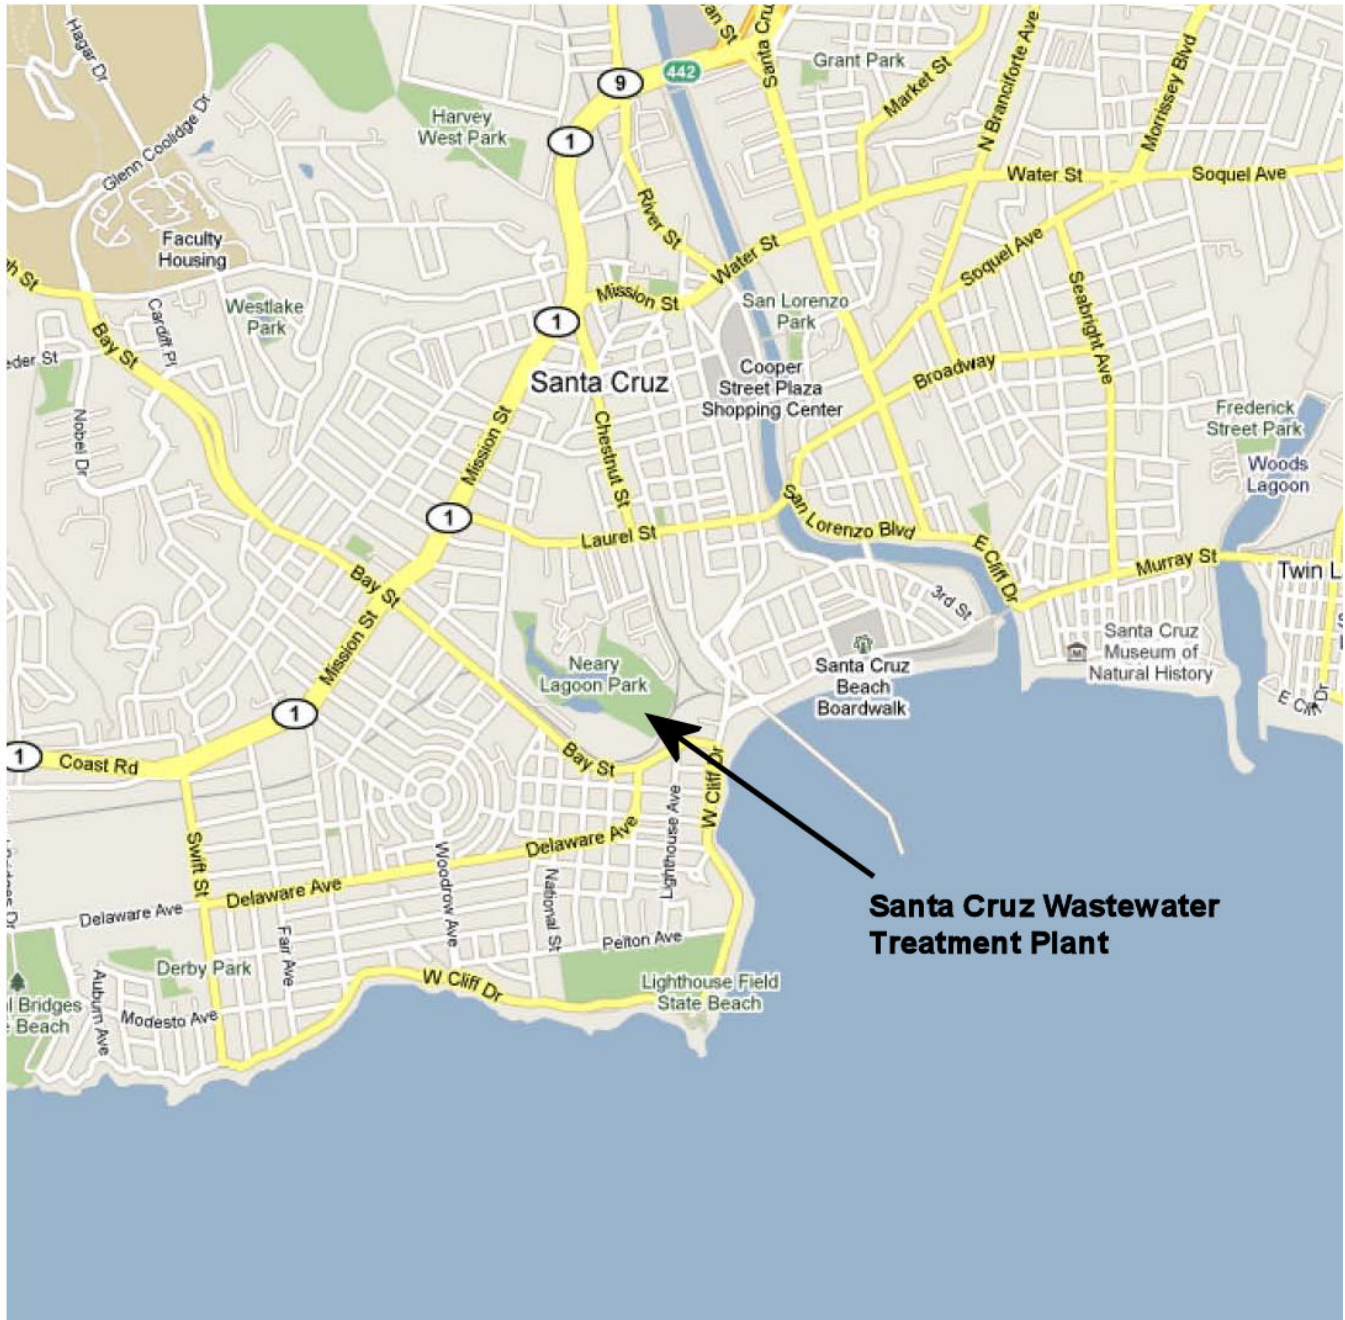 Hagar Dr
Glenn Coolidge Dr
Harvey
West Park
9
442
1
Santa Cruz
Grant Park
Market St
N Branciforte Ave
Morrissey Blvd
Water St
Soquel Ave
Faculty
Housing
River St
Water St
Soquel Ave
Seabright Ave
Westlake
Park
Cardiff Pl
Bay St
Mission St
San Lorenzo
Park
1
Santa Cruz
Cooper
Street Plaza
Shopping Center
Broadway
Frederick
Street Park
Woods
Lagoon
Nobel Dr
Mission St
Chestnut St
1
Laurel St
San Lorenzo Blvd
E Cliff Dr
Murray St
Twin L
Bay St
3rd St
Mission St
Neary
Lagoon Park
Santa Cruz
Beach
Boardwalk
Santa Cruz
Museum of
Natural History
E Cliff Dr
1
1
Coast Rd
Bay St
W Cliff Dr
Swift St
Delaware Ave
Lighthouse Ave
Woodrow Ave
National St
Delaware Ave
Delaware Ave
Santa Cruz Wastewater
Treatment Plant
Fair Ave
Pelton Ave
Derby Park
Auburn Ave
W Cliff Dr
Lighthouse Field
State Beach
Bridges
Beach
Modesto Ave